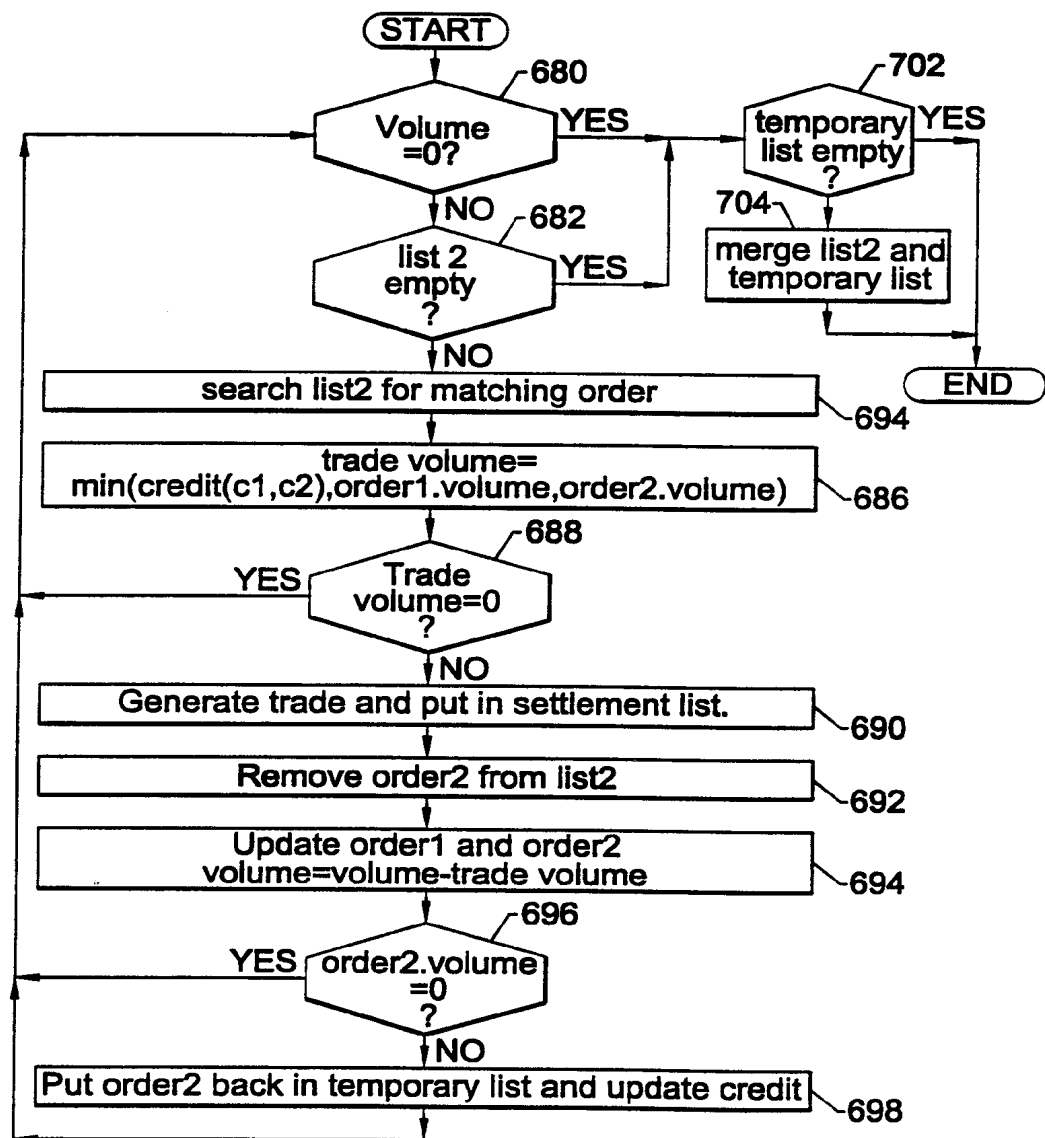 START
680
Volume
=0?
YES
702
temporary
list empty
?
YES
NO
682
list 2
empty
?
YES
704
merge list2 and
temporary list
NO
END
search list2 for matching order
694
trade volume=
min(credit(c1,c2),order1.volume,order2.volume)
686
688
Trade
volume=0
?
YES
NO
Generate trade and put in settlement list.
690
Remove order2 from list2
692
Update order1 and order2
volume=volume-trade volume
694
696
order2.volume
=0
?
YES
NO
Put order2 back in temporary list and update credit
698